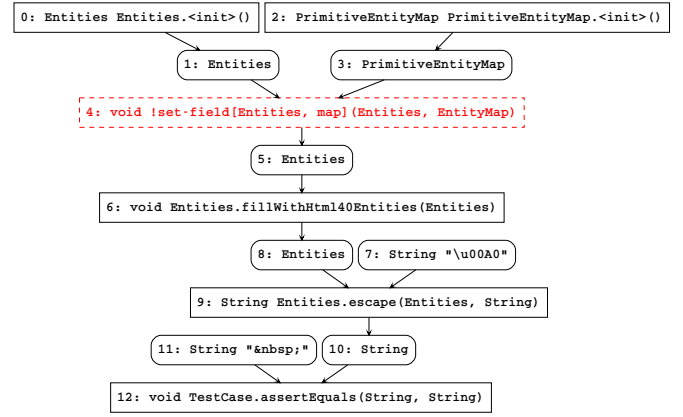 0: Entities Entities.<init>()
2: PrimitiveEntityMap PrimitiveEntityMap.<init>()
1: Entities
3: PrimitiveEntityMap
4: void !set-field[Entities, map](Entities, EntityMap)
5: Entities
6: void Entities.fillWithHtml40Entities(Entities)
8: Entities
7: String "\u00A0"
9: String Entities.escape(Entities, String)
11: String "&nbsp;"
10: String
12: void TestCase.assertEquals(String, String)